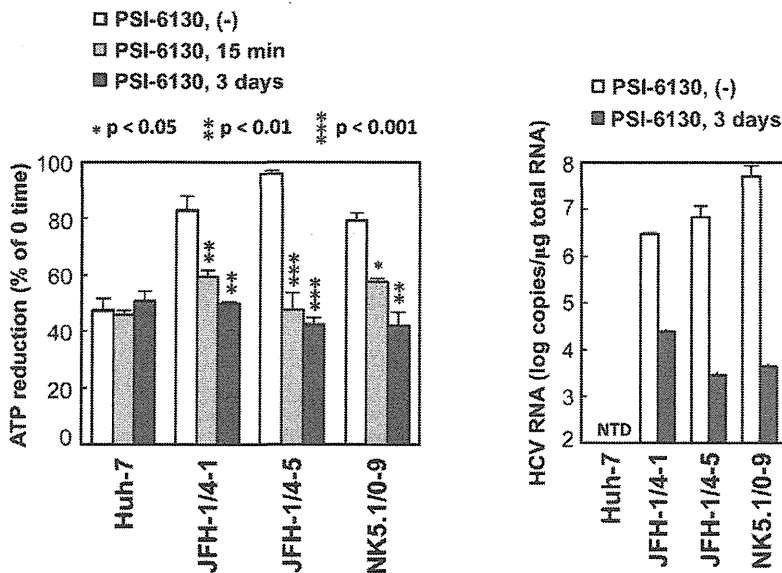 PSI-6130, (-)
PSI-6130, 15 min
PSI-6130, 3 days
* p < 0.05 ** p < 0.01 *** p < 0.001
ATP reduction (% of 0 time)
100
80
60
40
20
0
**
**
***
***
*
**
Huh-7
JFH-1/4-1
JFH-1/4-5
NK5.1/0-9
PSI-6130, (-)
PSI-6130, 3 days
HCV RNA (log copies/µg total RNA)
8
7
6
5
4
3
2
NTD
Huh-7
JFH-1/4-1
JFH-1/4-5
NK5.1/0-9